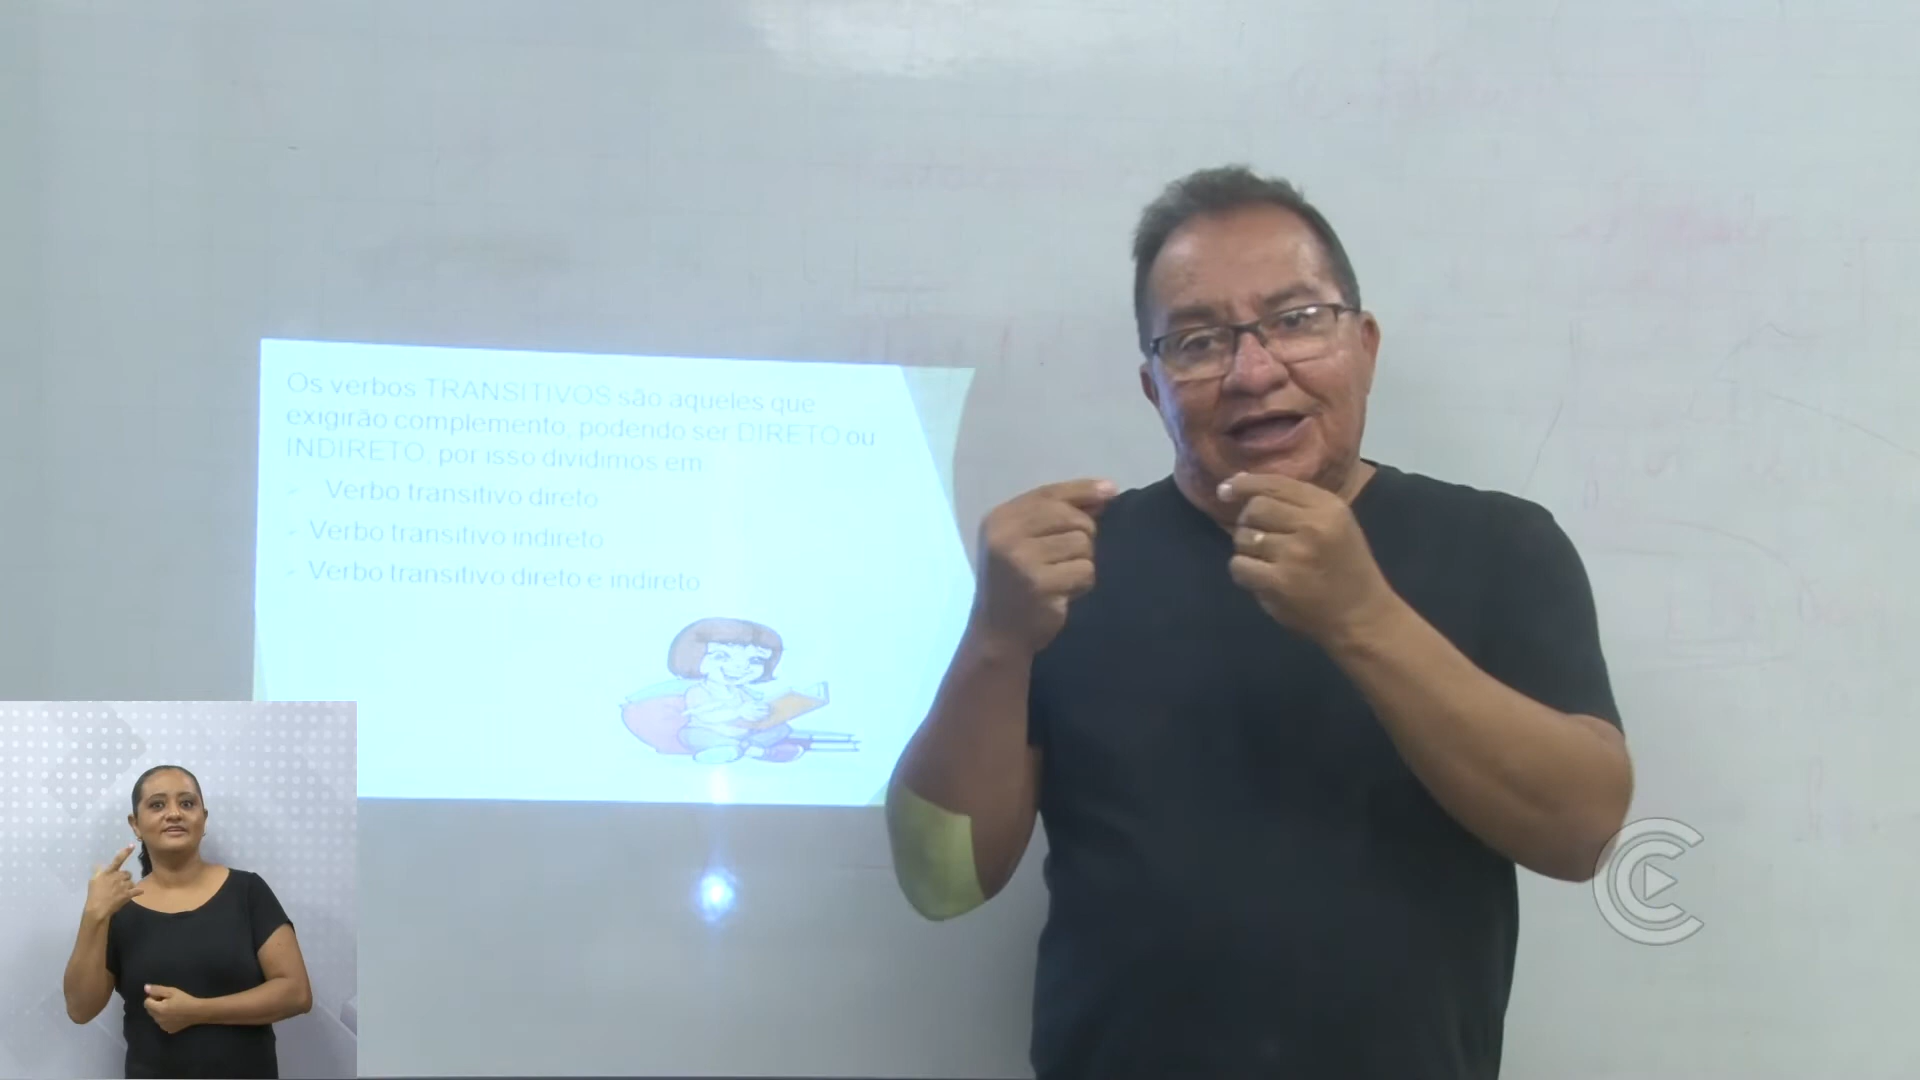 Os verbos TRANSITIVOS são aqueles que
exigirão complemento, podendo ser DIRETO ou
INDIRETO, por isso dividimos em:
Verbo transitivo direto
Verbo transitivo indireto
Verbo transitivo direto e indireto